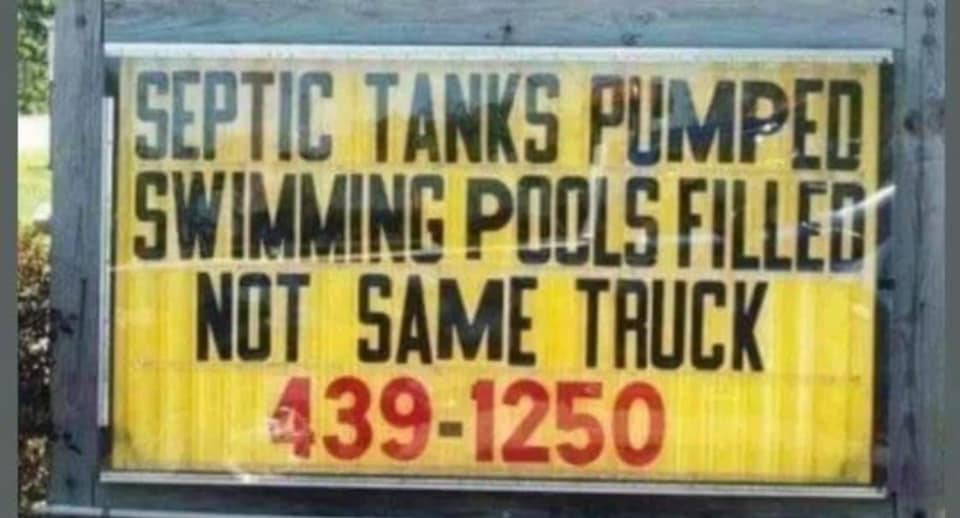 SEPTIC TANKS PUMPED
SWIMMING POOLS FILLED
NOT SAME TRUCK
439-1250